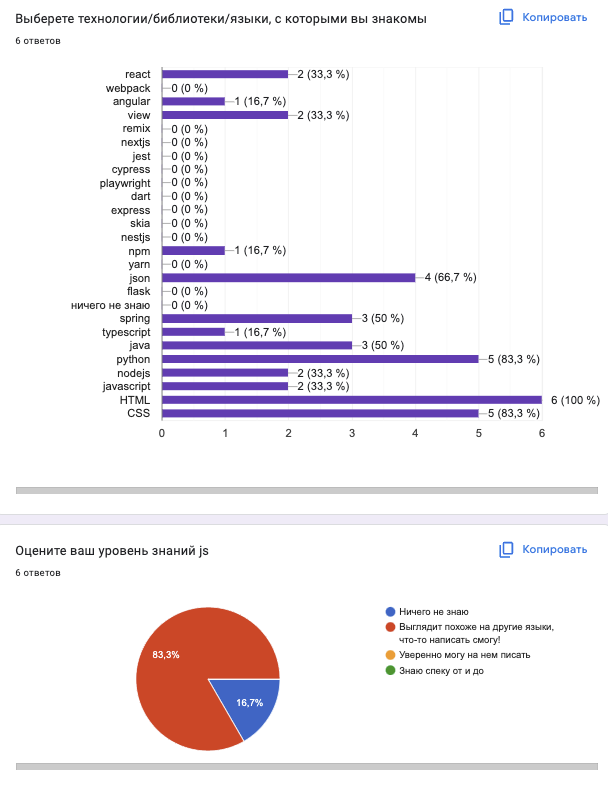 Выберете технологии/библиотеки/языки, с которыми вы знакомы
Копировать
6 ответов
react 2 (33,3 %)
webpack 0 (0 %)
angular 1 (16,7 %)
view 2 (33,3 %)
remix 0 (0 %)
nextjs 0 (0 %)
jest 0 (0 %)
cypress 0 (0 %)
playwright 0 (0 %)
dart 0 (0 %)
express 0 (0 %)
skia 0 (0 %)
nestjs 0 (0 %)
npm 1 (16,7 %)
yarn 0 (0 %)
json 4 (66,7 %)
flask 0 (0 %)
ничего не знаю 0 (0 %)
spring 3 (50 %)
typescript 1 (16,7 %)
java 3 (50 %)
python 5 (83,3 %)
nodejs 2 (33,3 %)
javascript 2 (33,3 %)
HTML 6 (100 %)
CSS 5 (83,3 %)
0 1 2 3 4 5 6
Оцените ваш уровень знаний js
Копировать
6 ответов
83,3%
16,7%
Ничего не знаю
Выглядит похоже на другие языки,
что-то написать смогу!
Уверенно могу на нем писать
Знаю спеку от и до